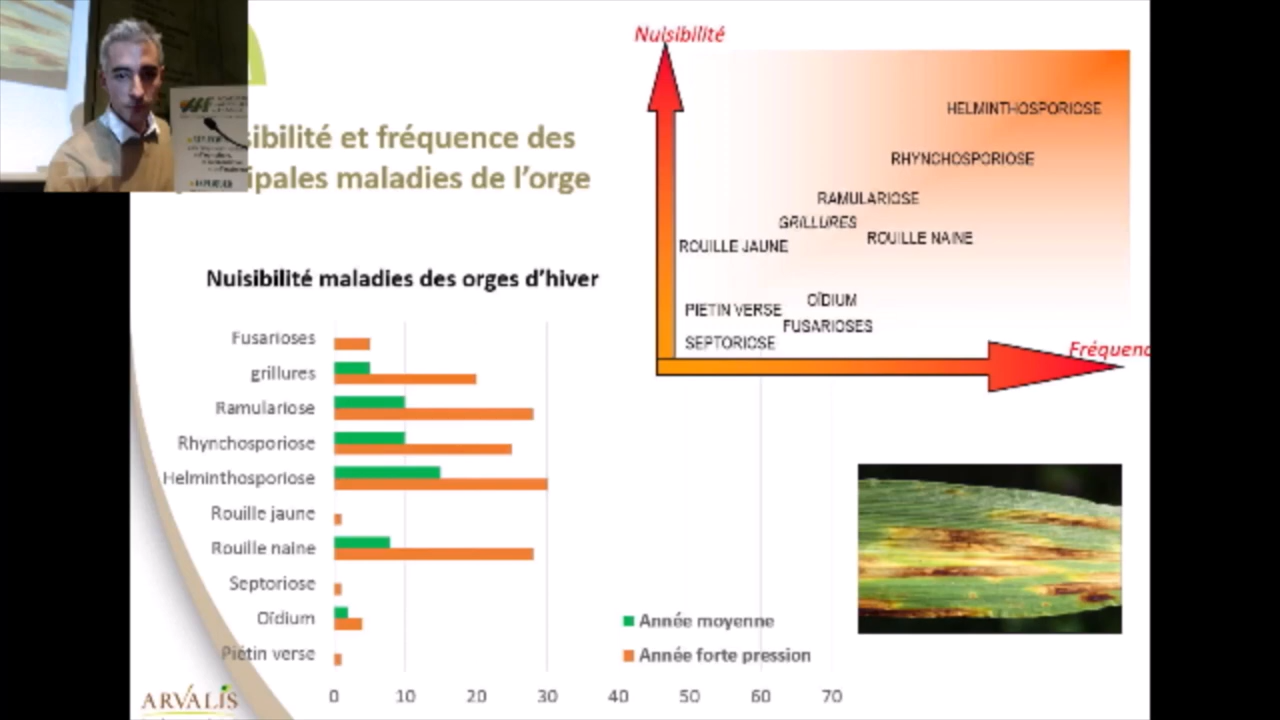 sibilité et fréquence des
ipales maladies de l'orge
Nuisibilité
HELMINTHOSPORIOSE
RHYNCHOSPORIOSE
RAMULARIOSE
GRILLURES
ROUILLE NAINE
ROUILLE JAUNE
OÏDIUM
PIETIN VERSE
FUSARIOSES
SEPTORIOSE
Fréquenc
Nuisibilité maladies des orges d'hiver
Fusarioses
grillures
Ramulariose
Rhynchosporiose
Helminthosporiose
Rouille jaune
Rouille naine
Septoriose
Oïdium
Piétin verse
Année moyenne
Année forte pression
0 10 20 30 40 50 60 70
ARVALIS